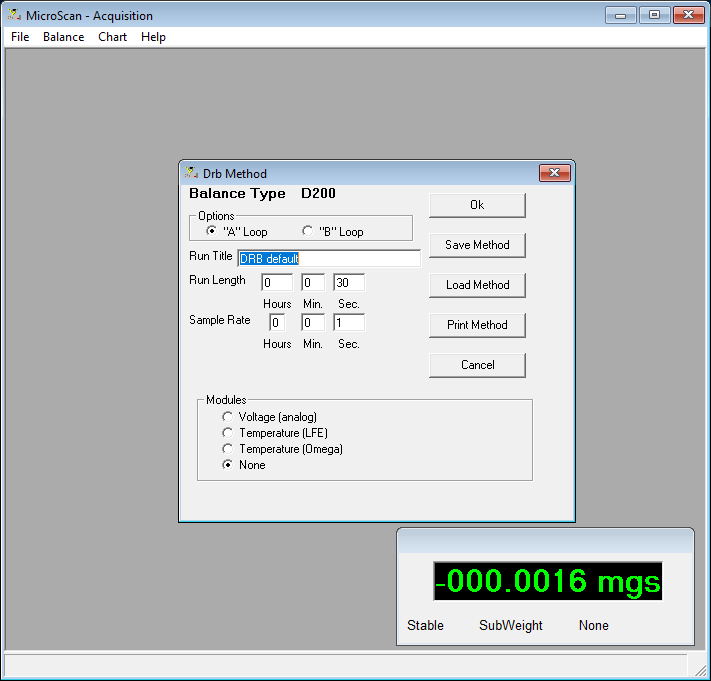 MicroScan - Acquisition
File Balance Chart Help
Drb Method
Balance Type D200
Options
"A" Loop "B" Loop
Run Title DRB default
Run Length 0 0 30
Hours Min. Sec.
Sample Rate 0 0 1
Hours Min. Sec.
Ok
Save Method
Load Method
Print Method
Cancel
Modules
Voltage (analog)
Temperature (LFE)
Temperature (Omega)
None
-000.0016 mgs
Stable SubWeight None